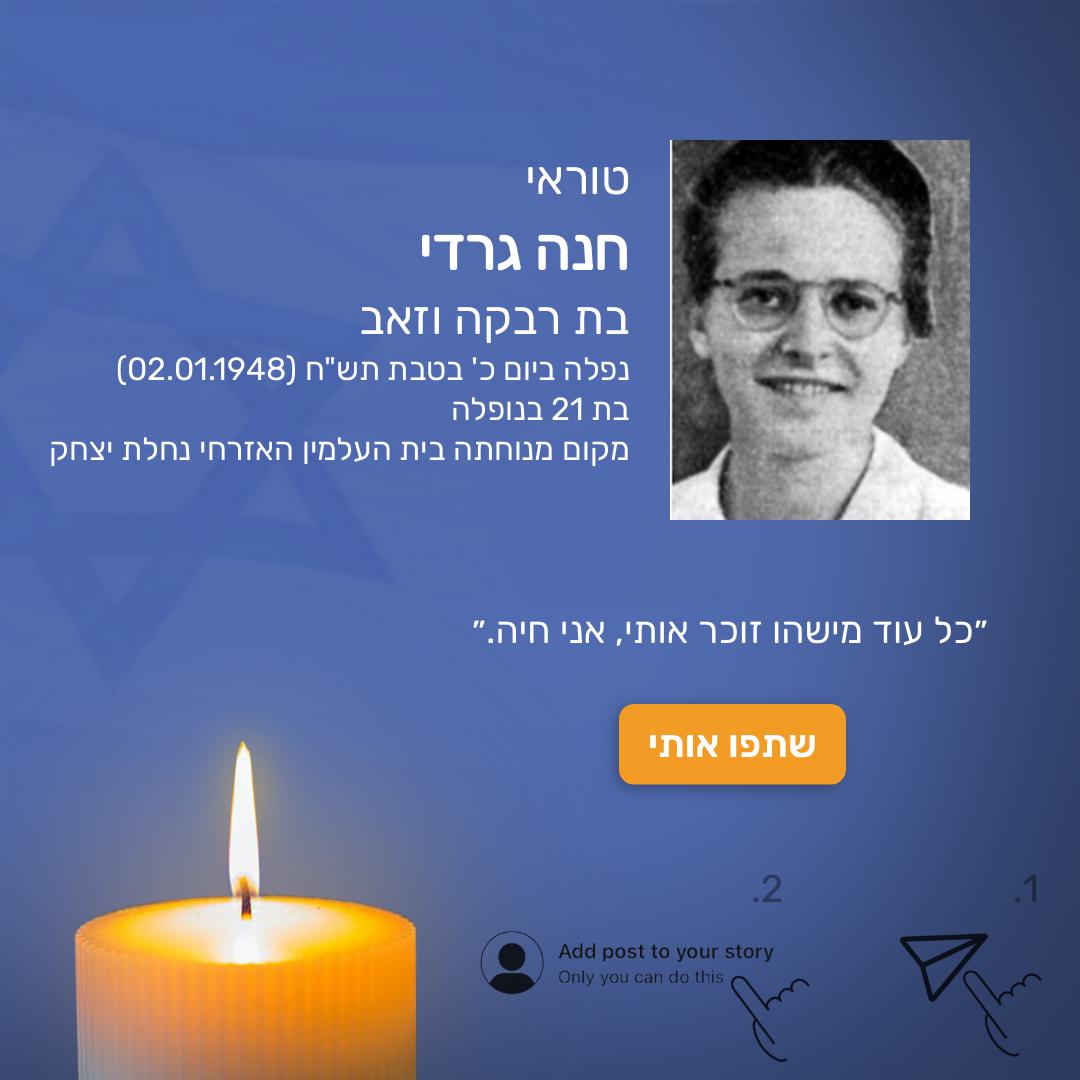 טוראי
חנה גרדי
בת רבקה וזאב
נפלה ביום כ' בטבת תש"ח (02.01.1948)
בת 21 בנופלה
מקום מנוחתה בית העלמין האזרחי נחלת יצחק
״כל עוד מישהו זוכר אותי, אני חיה.״
שתפו אותי
1.
2.
Add post to your story
Only you can do this